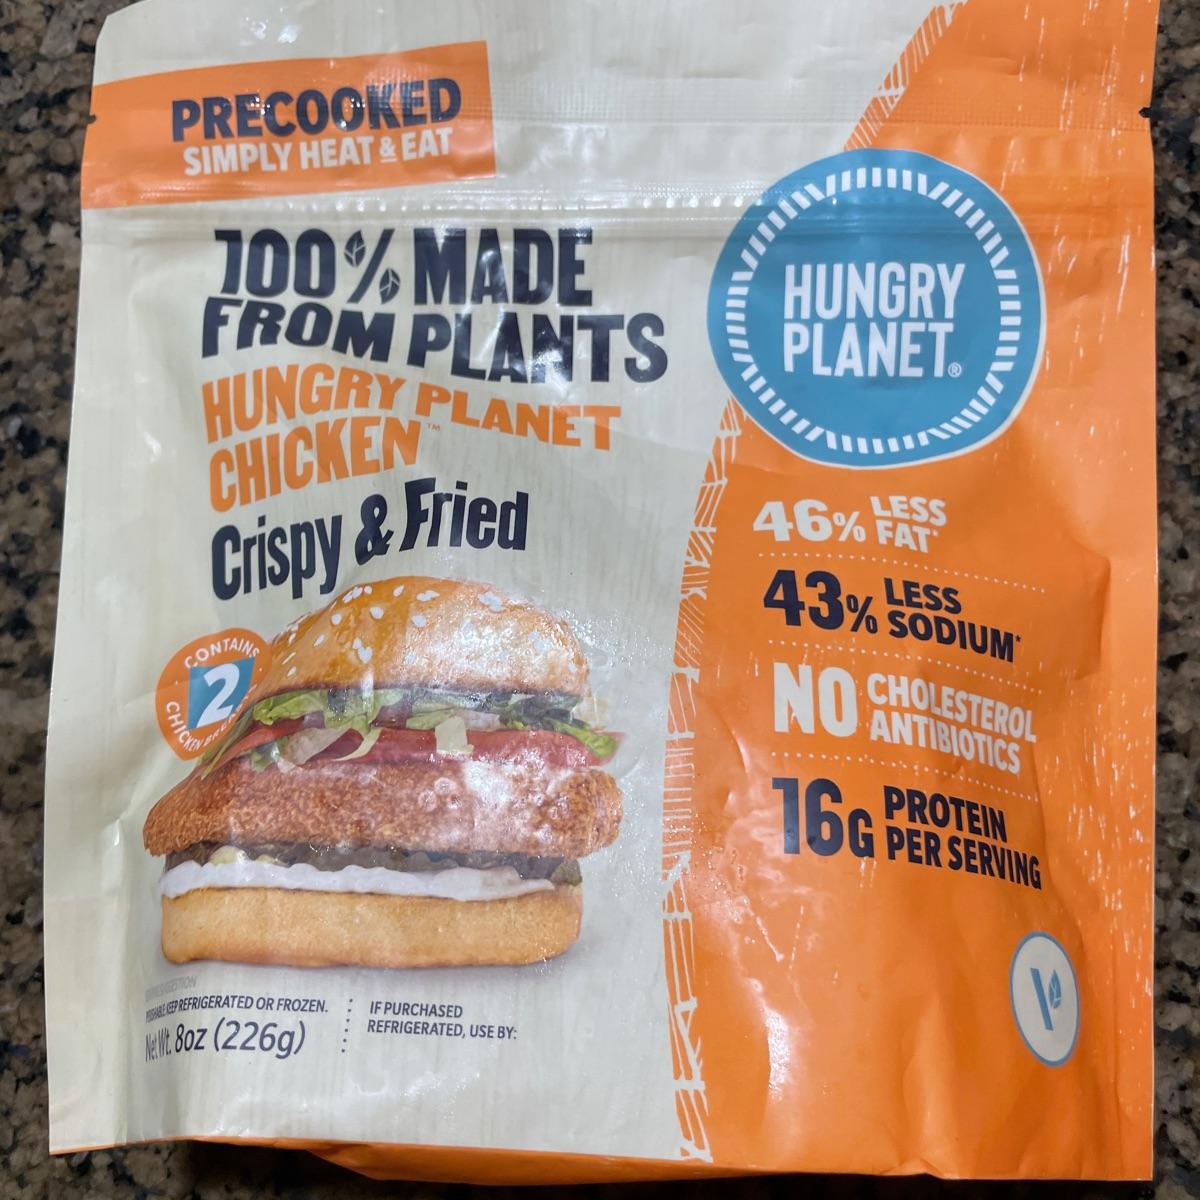 PRECOOKED
SIMPLY HEAT & EAT
100% MADE
FROM PLANTS
HUNGRY PLANET
CHICKEN™
Crispy & Fried
CONTAINS
2
CHICKEN
HUNGRY
PLANET®
46% LESS
FAT*
43% LESS
SODIUM*
NO CHOLESTEROL
ANTIBIOTICS
16G PROTEIN
PER SERVING
KEEP REFRIGERATED OR FROZEN.
Net Wt. 8oz (226g)
IF PURCHASED
REFRIGERATED, USE BY: